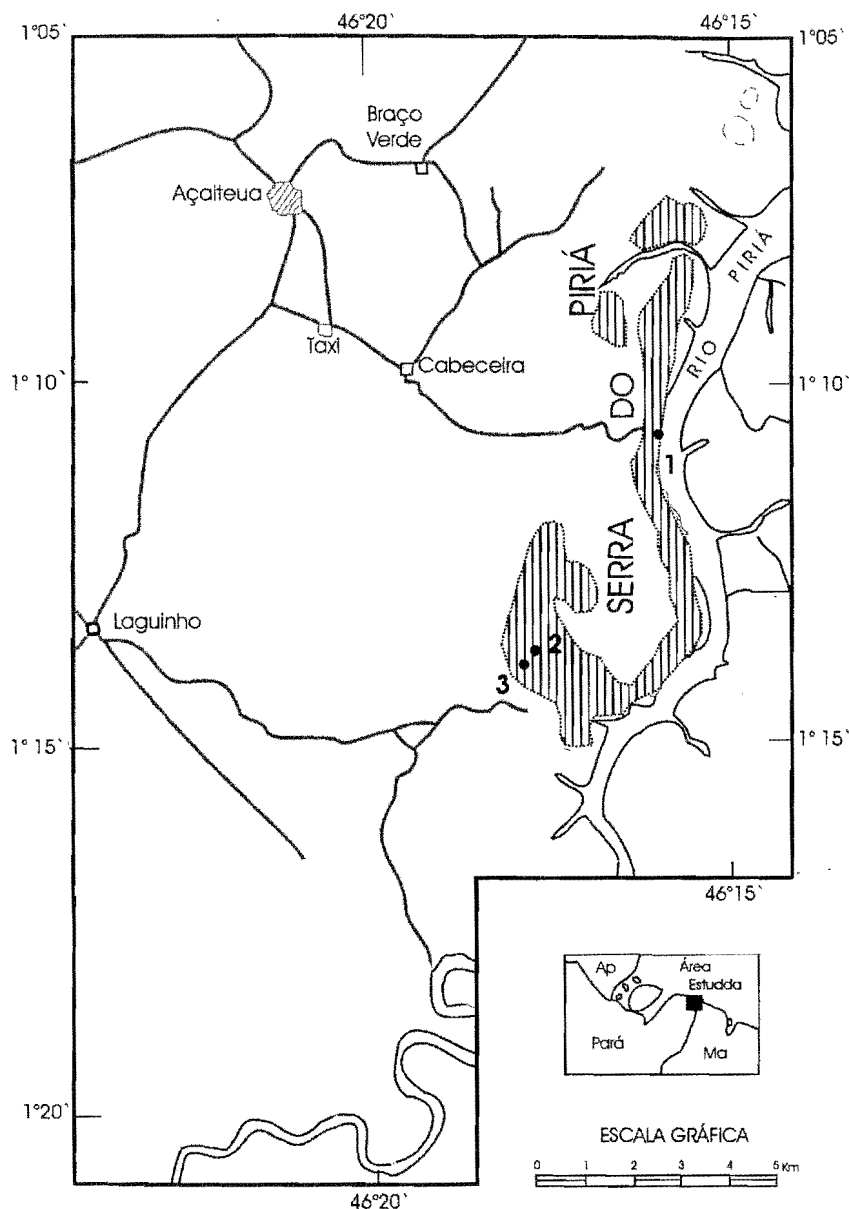 46°20`
46°15`
1°05`
1°05`
Braço
Verde
Açaiteua
PIRIÁ
RIO PIRIÁ
Taxi
Cabeceira
DO
1°10`
1°10`
1
SERRA
Laguinho
2
3
1°15`
1°15`
46°15`
Ap
Área
Estudda
Pará
Ma
1°20`
ESCALA GRÁFICA
0 1 2 3 4 5 Km
46°20`